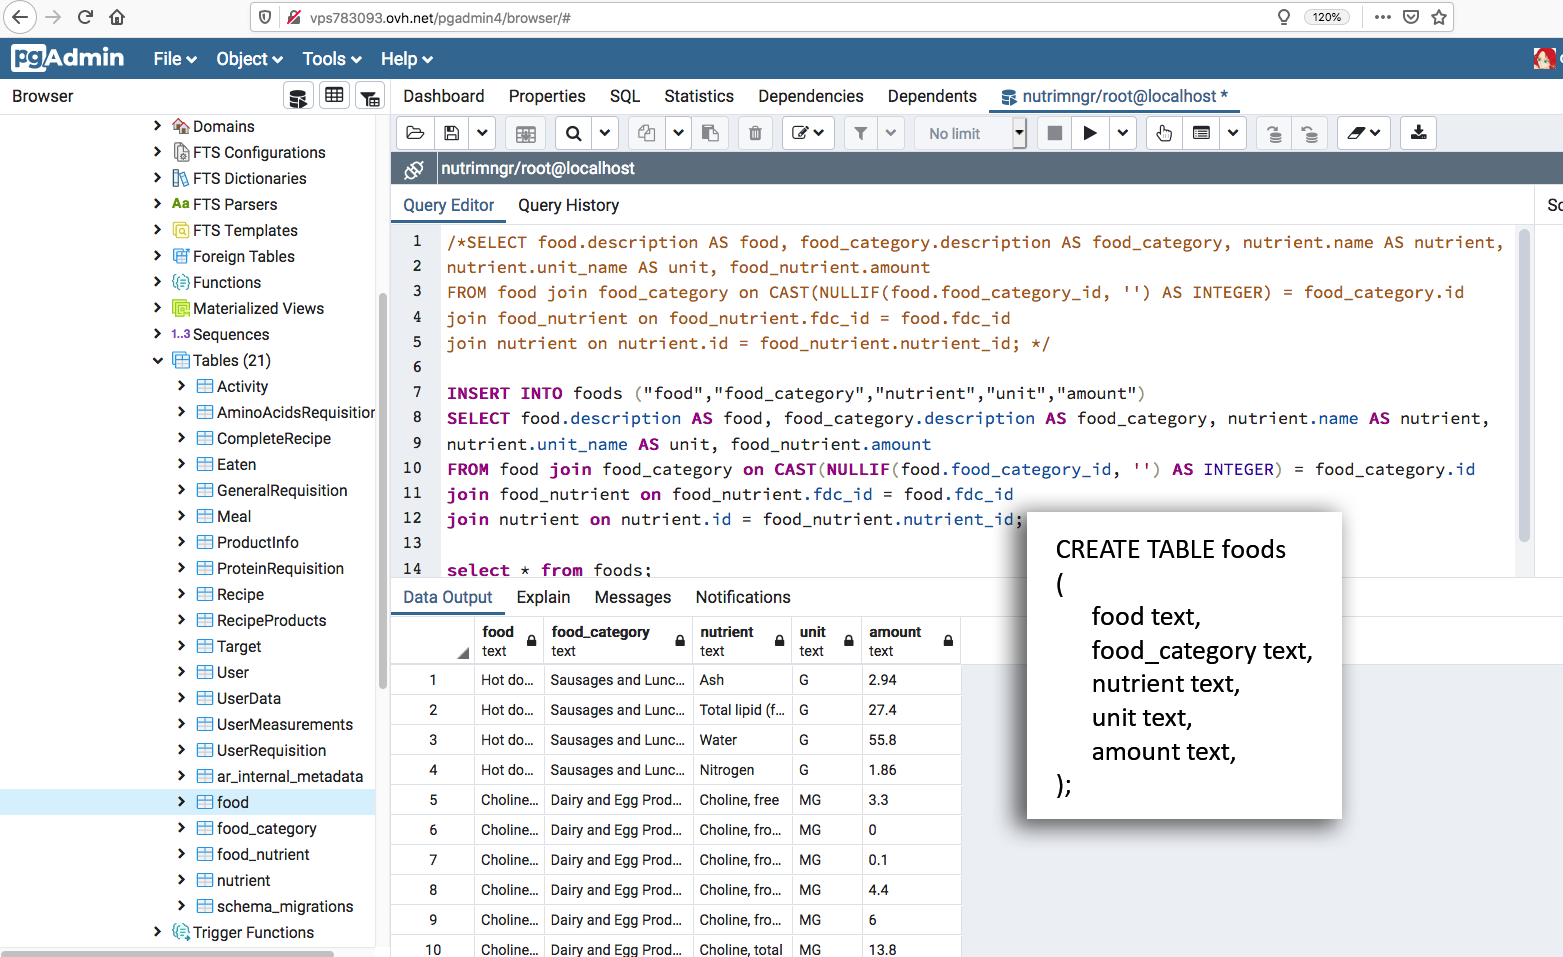 vps783093.ovh.net/pgadmin4/browser/#
120%
pgAdmin
File
Object
Tools
Help
Browser
Dashboard
Properties
SQL
Statistics
Dependencies
Dependents
nutrimngr/root@localhost *
No limit
nutrimngr/root@localhost
Query Editor
Query History
Sc
Domains
FTS Configurations
FTS Dictionaries
Aa FTS Parsers
FTS Templates
Foreign Tables
Functions
Materialized Views
1..3 Sequences
Tables (21)
Activity
AminoAcidsRequisition
CompleteRecipe
Eaten
GeneralRequisition
Meal
ProductInfo
ProteinRequisition
Recipe
RecipeProducts
Target
User
UserData
UserMeasurements
UserRequisition
ar_internal_metadata
food
food_category
food_nutrient
nutrient
schema_migrations
Trigger Functions
1 /*SELECT food.description AS food, food_category.description AS food_category, nutrient.name AS nutrient,
2 nutrient.unit_name AS unit, food_nutrient.amount
3 FROM food join food_category on CAST(NULLIF(food.food_category_id, '') AS INTEGER) = food_category.id
4 join food_nutrient on food_nutrient.fdc_id = food.fdc_id
5 join nutrient on nutrient.id = food_nutrient.nutrient_id; */
6
7 INSERT INTO foods ("food","food_category","nutrient","unit","amount")
8 SELECT food.description AS food, food_category.description AS food_category, nutrient.name AS nutrient,
9 nutrient.unit_name AS unit, food_nutrient.amount
10 FROM food join food_category on CAST(NULLIF(food.food_category_id, '') AS INTEGER) = food_category.id
11 join food_nutrient on food_nutrient.fdc_id = food.fdc_id
12 join nutrient on nutrient.id = food_nutrient.nutrient_id;
13
14 select * from foods;
CREATE TABLE foods
(
food text,
food_category text,
nutrient text,
unit text,
amount text,
);
Data Output
Explain
Messages
Notifications
food food_category nutrient unit amount
text text text text text
1 Hot do... Sausages and Lunc... Ash G 2.94
2 Hot do... Sausages and Lunc... Total lipid (f... G 27.4
3 Hot do... Sausages and Lunc... Water G 55.8
4 Hot do... Sausages and Lunc... Nitrogen G 1.86
5 Choline... Dairy and Egg Prod... Choline, free MG 3.3
6 Choline... Dairy and Egg Prod... Choline, fro... MG 0
7 Choline... Dairy and Egg Prod... Choline, fro... MG 0.1
8 Choline... Dairy and Egg Prod... Choline, fro... MG 4.4
9 Choline... Dairy and Egg Prod... Choline, fro... MG 6
10 Choline... Dairy and Egg Prod... Choline, total MG 13.8